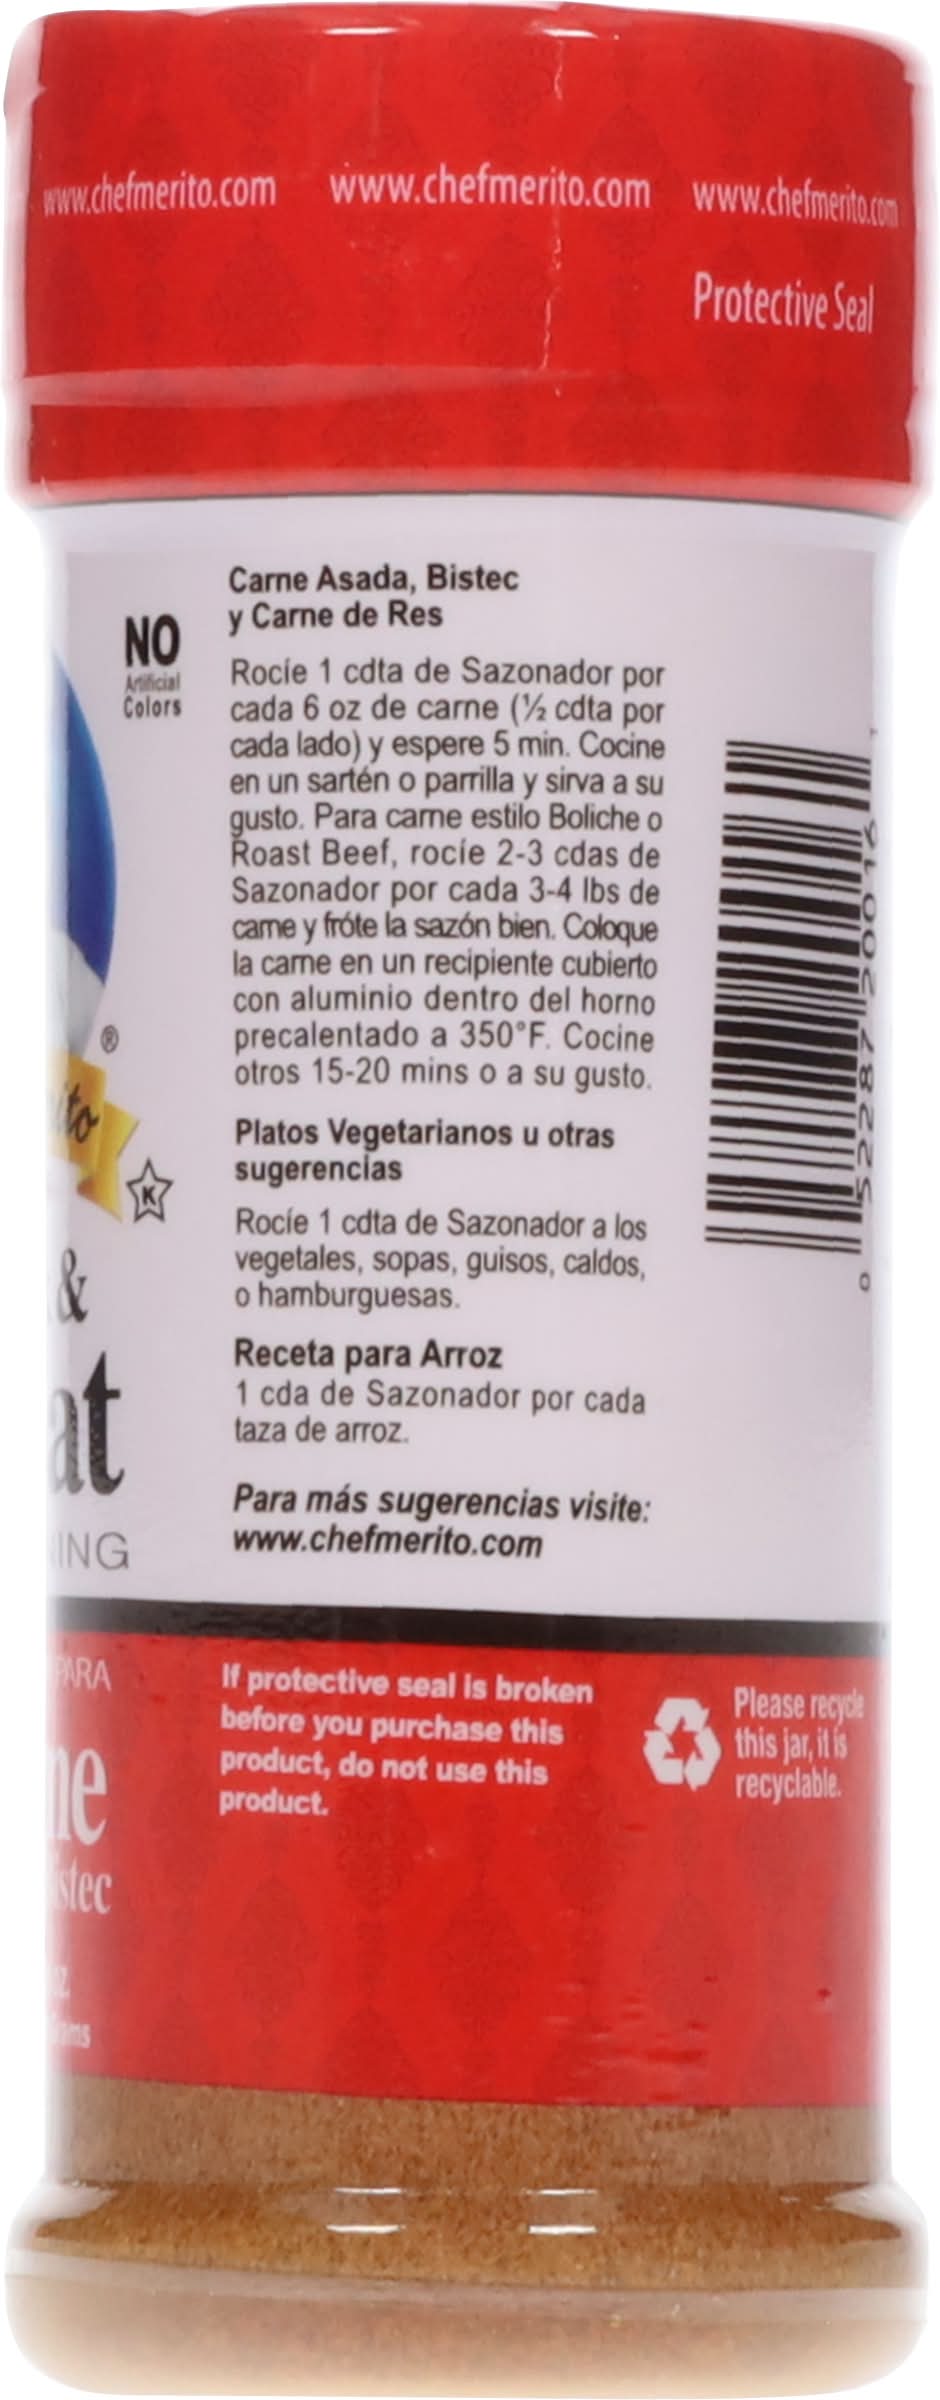 www.chefmerito.com www.chefmerito.com www.chefmerito.com
Protective Seal
NO
Artificial
Colors
®
K
&
at
ING
PARA
ne
istec
oz
Carne Asada, Bistec
y Carne de Res
Rocíe 1 cdta de Sazonador por
cada 6 oz de carne (½ cdta por
cada lado) y espere 5 min. Cocine
en un sartén o parrilla y sirva a su
gusto. Para carne estilo Boliche o
Roast Beef, rocíe 2-3 cdas de
Sazonador por cada 3-4 lbs de
carne y fróte la sazón bien. Coloque
la carne en un recipiente cubierto
con aluminio dentro del horno
precalentado a 350°F. Cocine
otros 15-20 mins o a su gusto.
Platos Vegetarianos u otras
sugerencias
Rocíe 1 cdta de Sazonador a los
vegetales, sopas, guisos, caldos,
o hamburguesas.
Receta para Arroz
1 cda de Sazonador por cada
taza de arroz.
Para más sugerencias visite:
www.chefmerito.com
If protective seal is broken
before you purchase this
product, do not use this
product.
Please recycle
this jar, it is
recyclable.